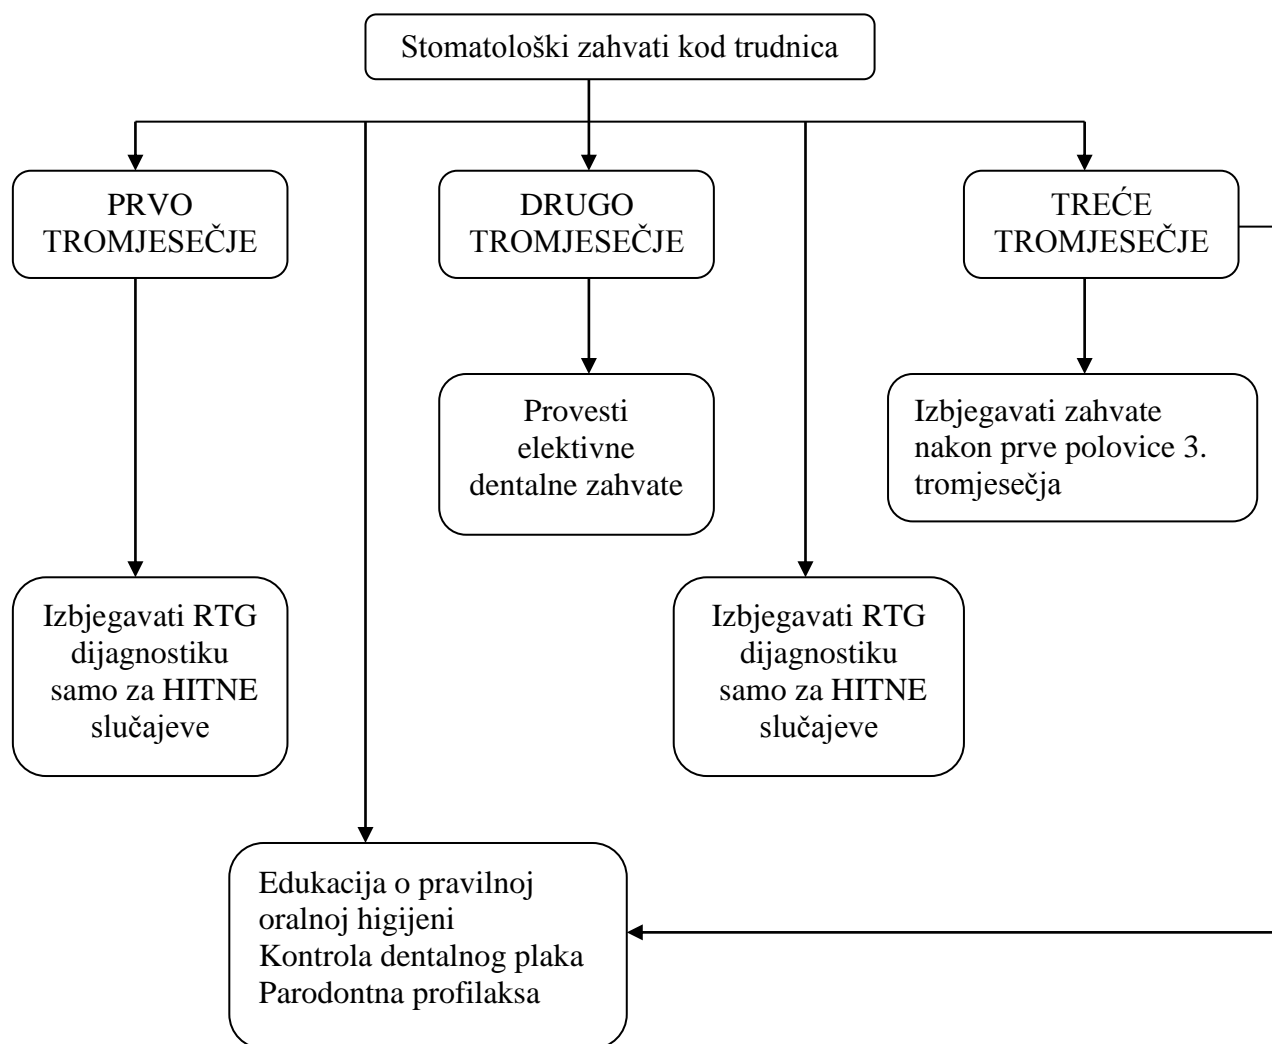 Stomatološki zahvati kod trudnica
PRVO
TROMJESEČJE
DRUGO
TROMJESEČJE
TREĆE
TROMJESEČJE
Provesti
elektivne
dentalne zahvate
Izbjegavati zahvate
nakon prve polovice 3.
tromjesečja
Izbjegavati RTG
dijagnostiku
samo za HITNE
slučajeve
Izbjegavati RTG
dijagnostiku
samo za HITNE
slučajeve
Edukacija o pravilnoj
oralnoj higijeni
Kontrola dentalnog plaka
Parodontna profilaksa